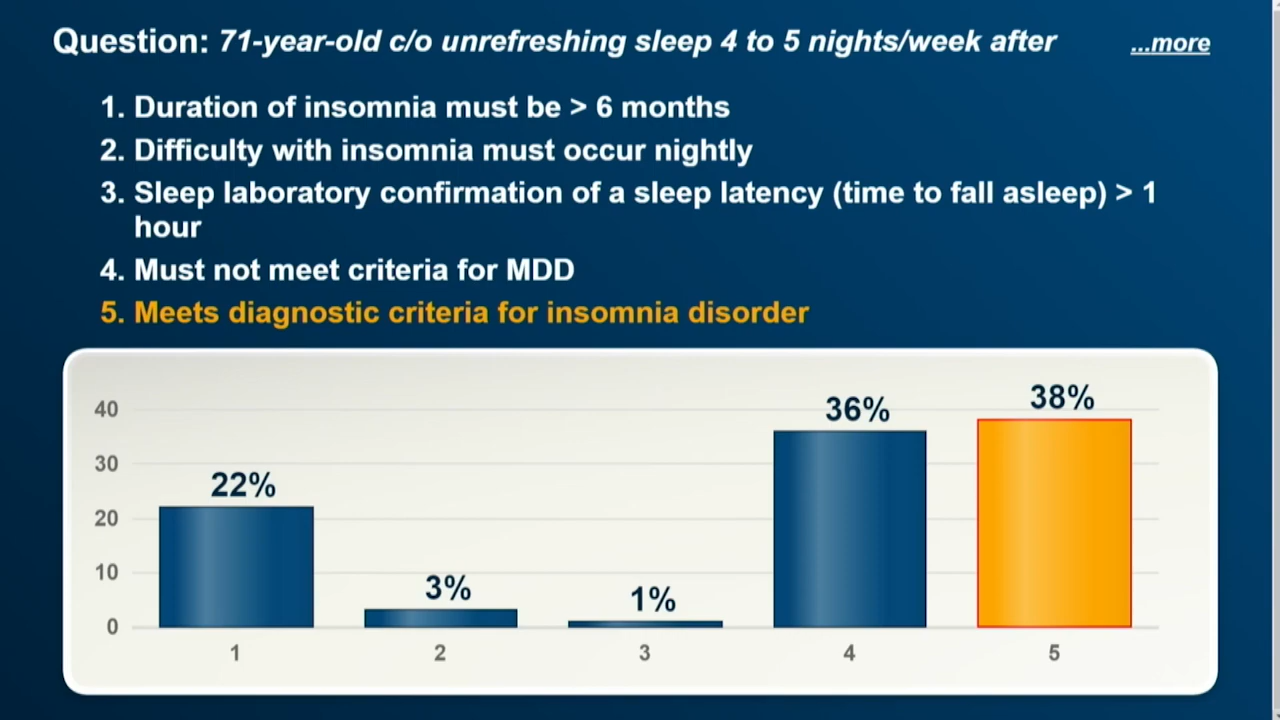 Question: 71-year-old c/o unrefreshing sleep 4 to 5 nights/week after ...more
1. Duration of insomnia must be > 6 months
2. Difficulty with insomnia must occur nightly
3. Sleep laboratory confirmation of a sleep latency (time to fall asleep) > 1
hour
4. Must not meet criteria for MDD
5. Meets diagnostic criteria for insomnia disorder
40
30
20
10
0
22%
3%
1%
36%
38%
1 2 3 4 5